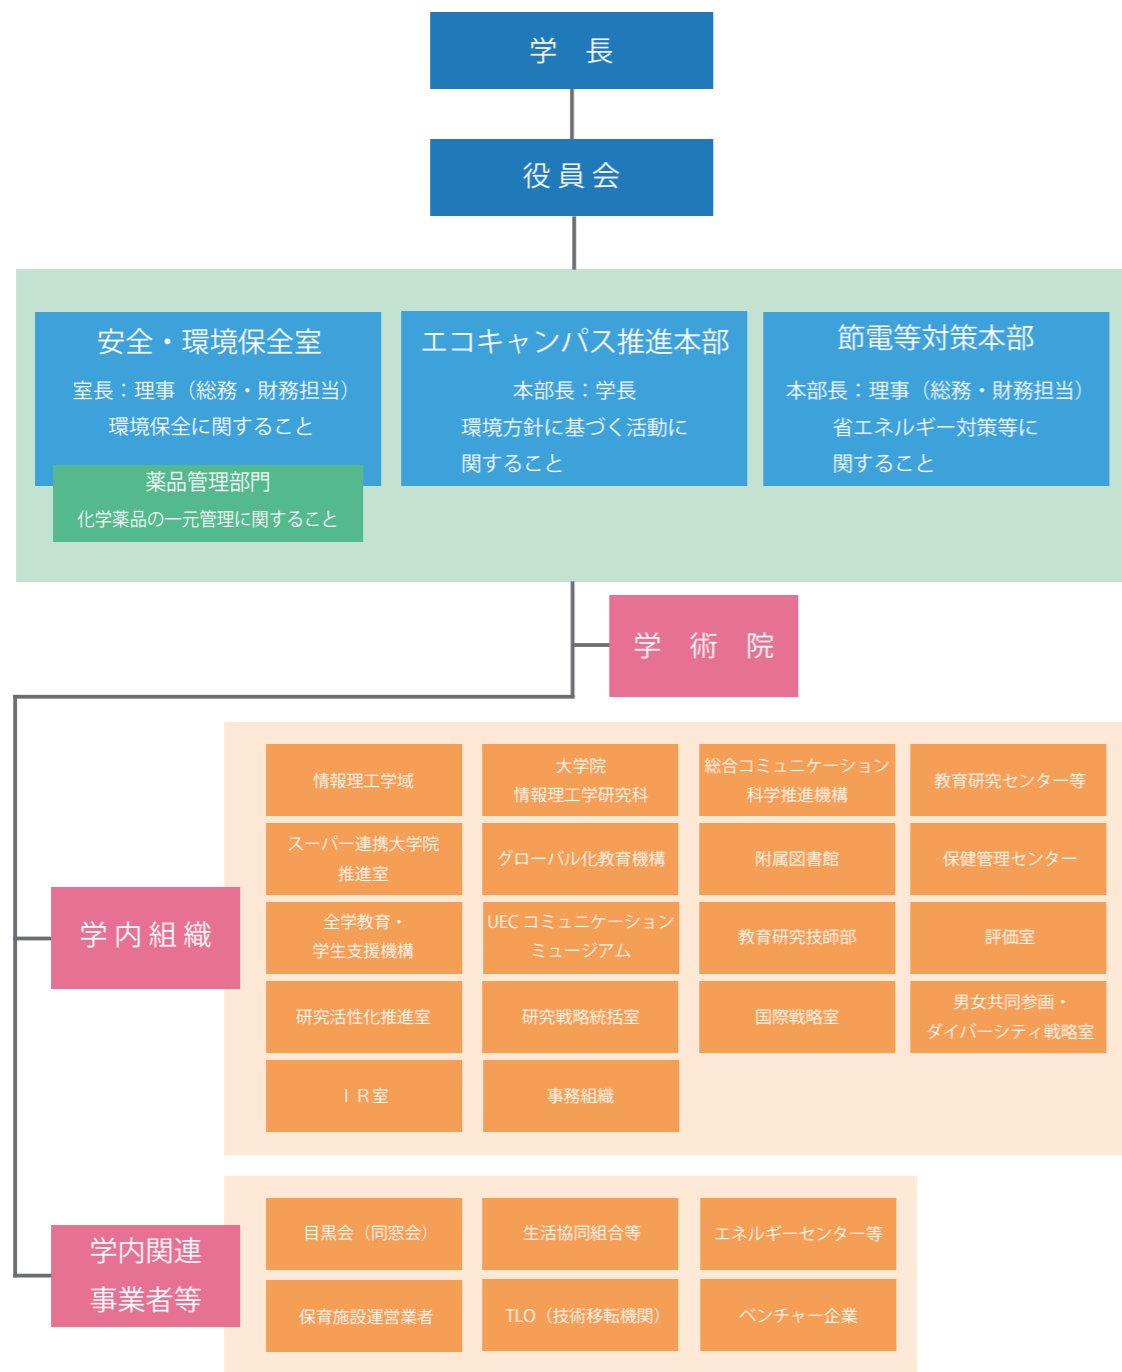 学 長
役員会
安全・環境保全室
室長：理事（総務・財務担当）
環境保全に関すること
薬品管理部門
化学薬品の一元管理に関すること
エコキャンパス推進本部
本部長：学長
環境方針に基づく活動に
関すること
節電等対策本部
本部長：理事（総務・財務担当）
省エネルギー対策等に
関すること
学 術 院
学内組織
情報理工学域
大学院
情報理工学研究科
総合コミュニケーション
科学推進機構
教育研究センター等
スーパー連携大学院
推進室
グローバル化教育機構
附属図書館
保健管理センター
全学教育・
学生支援機構
UEC コミュニケーション
ミュージアム
教育研究技師部
評価室
研究活性化推進室
研究戦略統括室
国際戦略室
男女共同参画・
ダイバーシティ戦略室
ＩＲ室
事務組織
学内関連
事業者等
目黒会（同窓会）
生活協同組合等
エネルギーセンター等
保育施設運営業者
TLO（技術移転機関）
ベンチャー企業